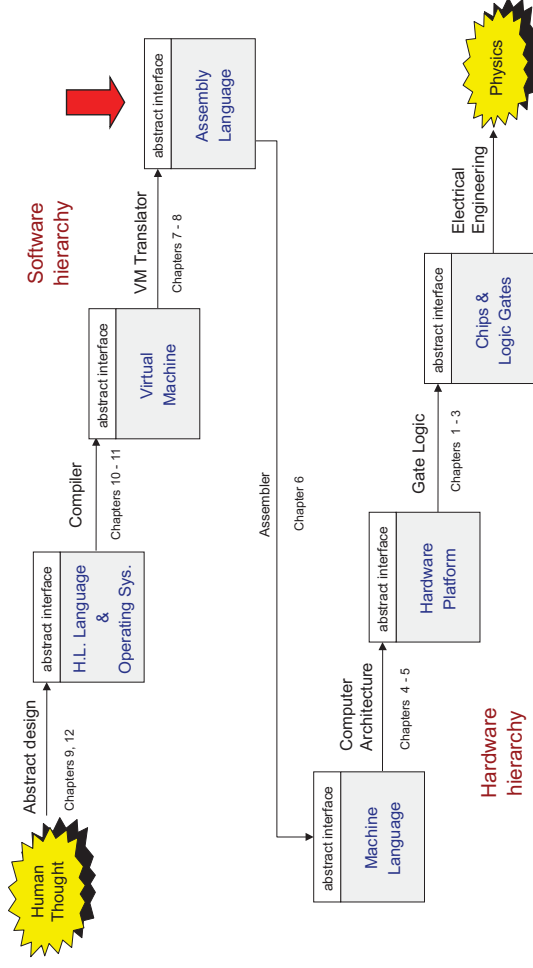 Human
Thought
Abstract design
Chapters 9, 12
abstract interface
H.L. Language
&
Operating Sys.
Compiler
Chapters 10 - 11
abstract interface
Virtual
Machine
Software
hierarchy
VM Translator
Chapters 7 - 8
abstract interface
Assembly
Language
Assembler
Chapter 6
abstract interface
Machine
Language
Computer
Architecture
Chapters 4 - 5
Hardware
hierarchy
abstract interface
Hardware
Platform
Gate Logic
Chapters 1 - 3
abstract interface
Chips &
Logic Gates
Electrical
Engineering
Physics